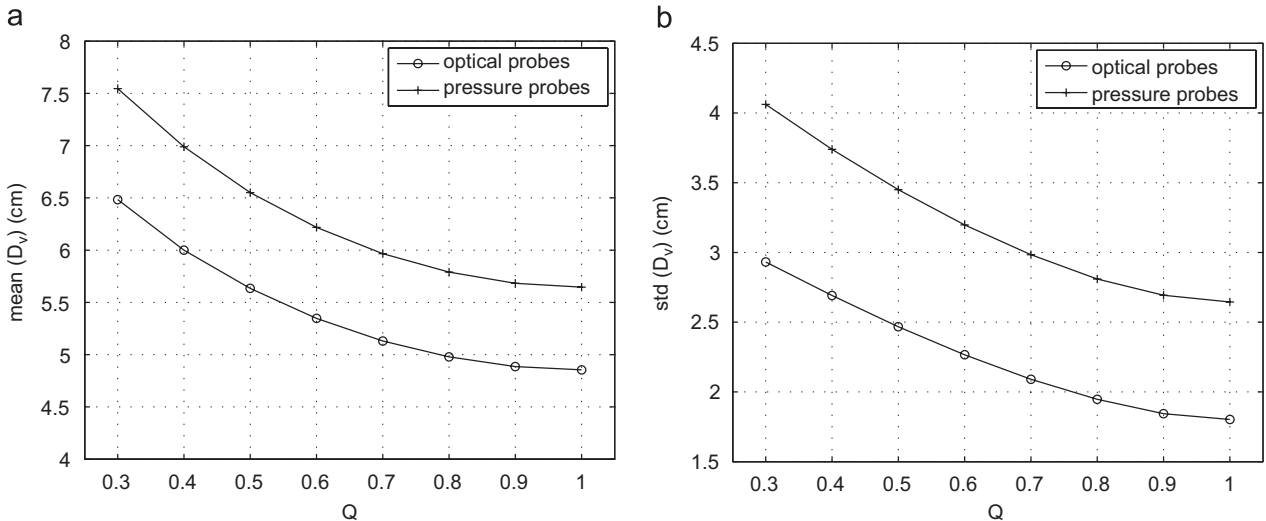 a
8
7.5
7
6.5
6
5.5
5
4.5
4
mean (Dv) (cm)
optical probes
pressure probes
0.3 0.4 0.5 0.6 0.7 0.8 0.9 1
Q
b
4.5
4
3.5
3
2.5
2
1.5
std (Dv) (cm)
optical probes
pressure probes
0.3 0.4 0.5 0.6 0.7 0.8 0.9 1
Q